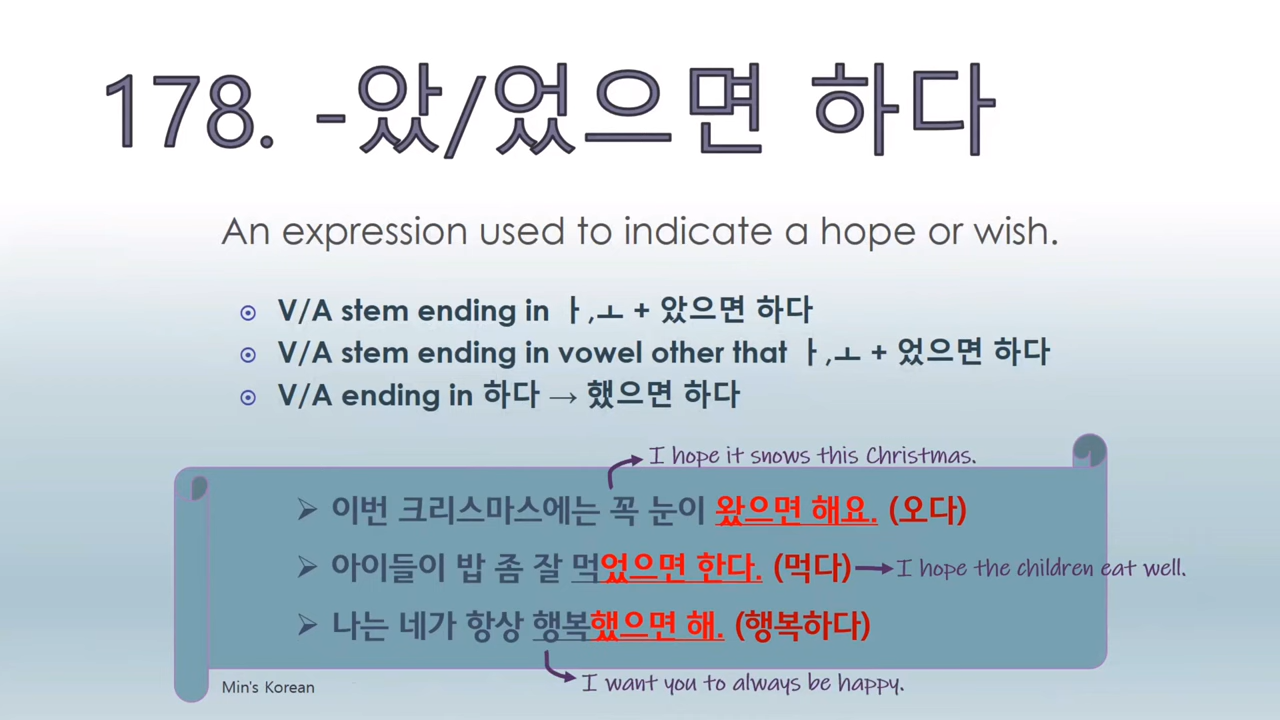 178. -았/었으면 하다
An expression used to indicate a hope or wish.
V/A stem ending in ㅏ,ㅗ + 았으면 하다
V/A stem ending in vowel other that ㅏ,ㅗ + 었으면 하다
V/A ending in 하다 → 했으면 하다
I hope it snows this Christmas.
이번 크리스마스에는 꼭 눈이 왔으면 해요. (오다)
아이들이 밥 좀 잘 먹었으면 한다. (먹다)
I hope the children eat well.
나는 네가 항상 행복했으면 해. (행복하다)
I want you to always be happy.
Min's Korean